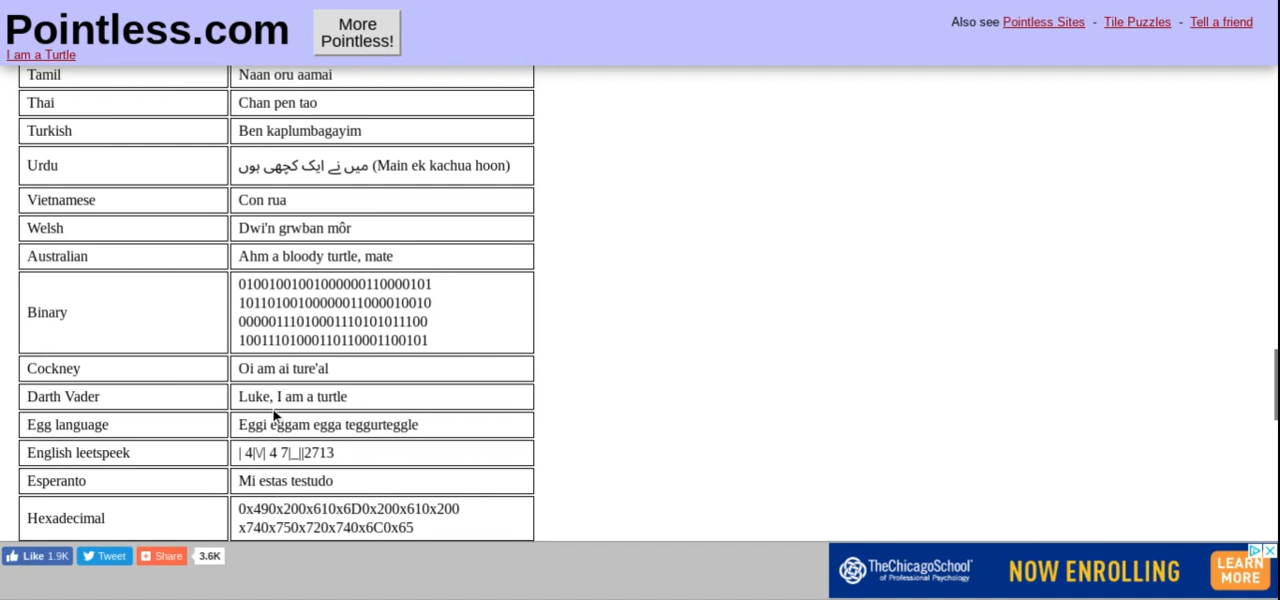 Pointless.com
More
Pointless!
Also see Pointless Sites - Tile Puzzles - Tell a friend
I am a Turtle
Tamil Naan oru aamai
Thai Chan pen tao
Turkish Ben kaplumbagayim
Urdu میں نے ایک کچھی ہوں (Main ek kachua hoon)
Vietnamese Con rua
Welsh Dwi'n grwban môr
Australian Ahm a bloody turtle, mate
Binary
01001001001000000110000101
10110100100000011000010010
00000111010001110101011100
10011101000110110001100101
Cockney Oi am ai ture'al
Darth Vader Luke, I am a turtle
Egg language Eggi eggam egga teggurteggle
English leetspeek | 4|\/| 4 7|_||2713
Esperanto Mi estas testudo
Hexadecimal
0x490x200x610x6D0x200x610x200
x740x750x720x740x6C0x65
Like 1.9K Tweet Share 3.6K
TheChicagoSchool
of Professional Psychology
NOW ENROLLING
LEARN
MORE